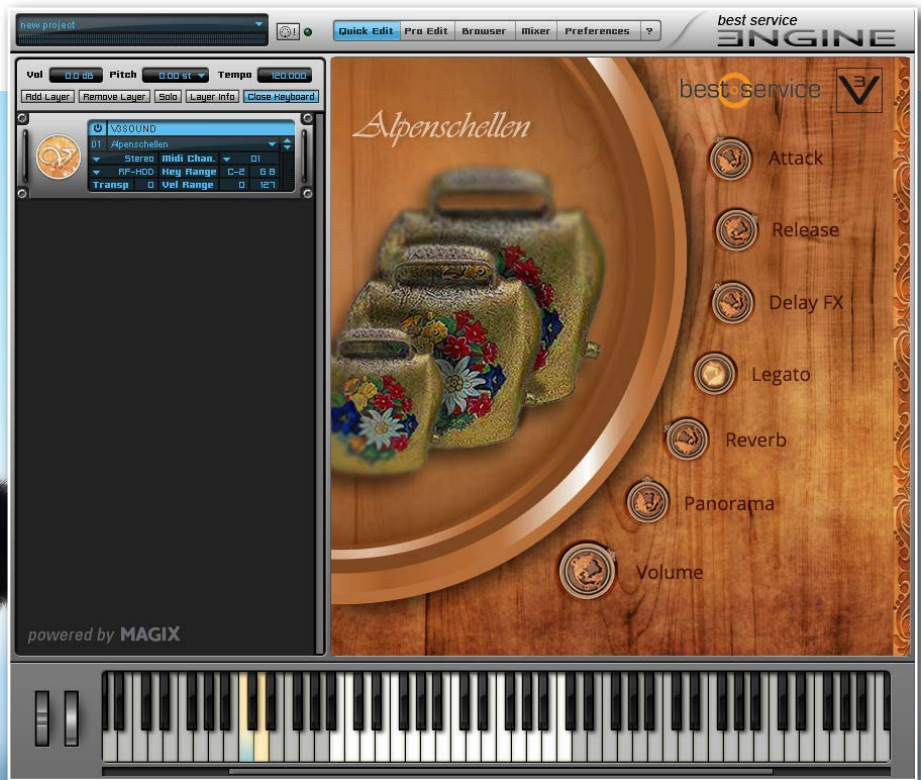 new project
! Quick Edit Pro Edit Browser Mixer Preferences ?
best service
ENGINE
Vol 0.0 dB Pitch 0.00 st Tempo 120.000
Add Layer Remove Layer Solo Layer Info Close Keyboard
V3SOUND
01 Alpenschellen
Stereo Midi Chan. 01
RP-HDD Key Range C-2 G 8
Transp 0 Vel Range 0 127
powered by MAGIX
best service V3
Alpenschellen
Attack
Release
Delay FX
Legato
Reverb
Panorama
Volume